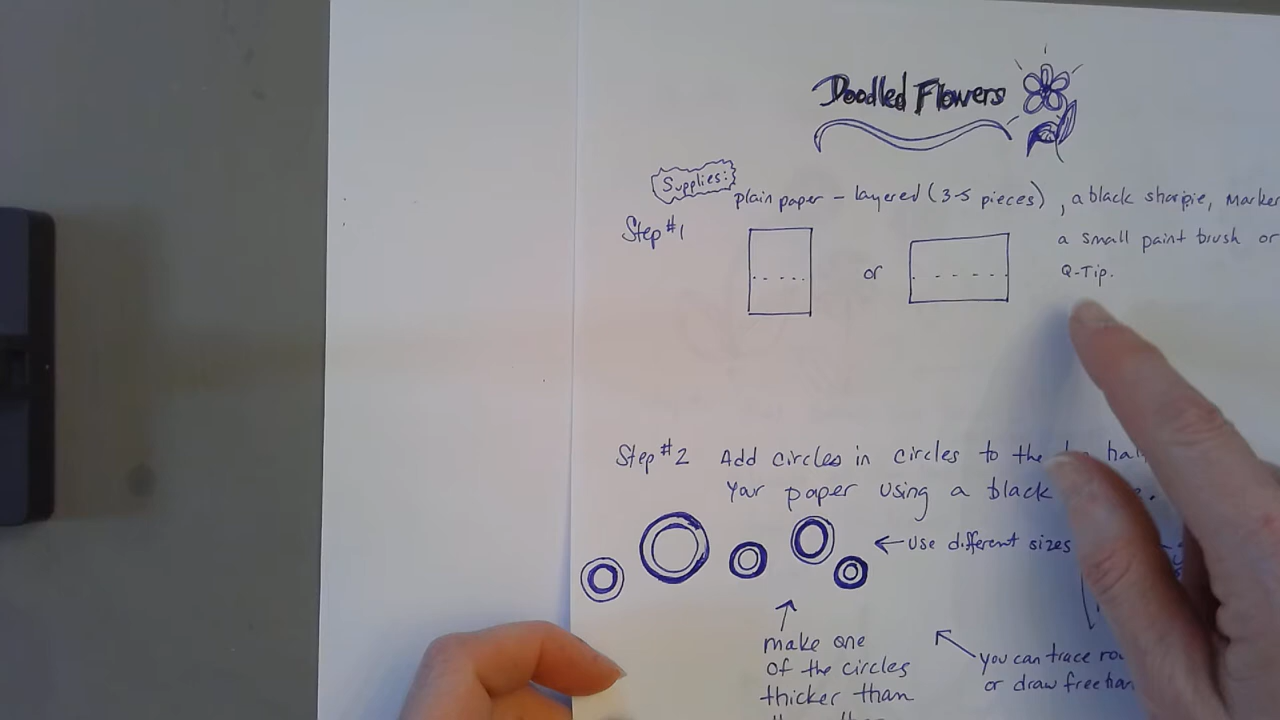 Doodled Flowers
Supplies: plain paper - layered (3-5 pieces), a black sharpie, Marker
a small paint brush or
Q-Tip.
Step #1
or
Step #2 Add circles in circles to the
Your paper using a black
← use different sizes
make one
of the circles
thicker than
you can trace
or draw